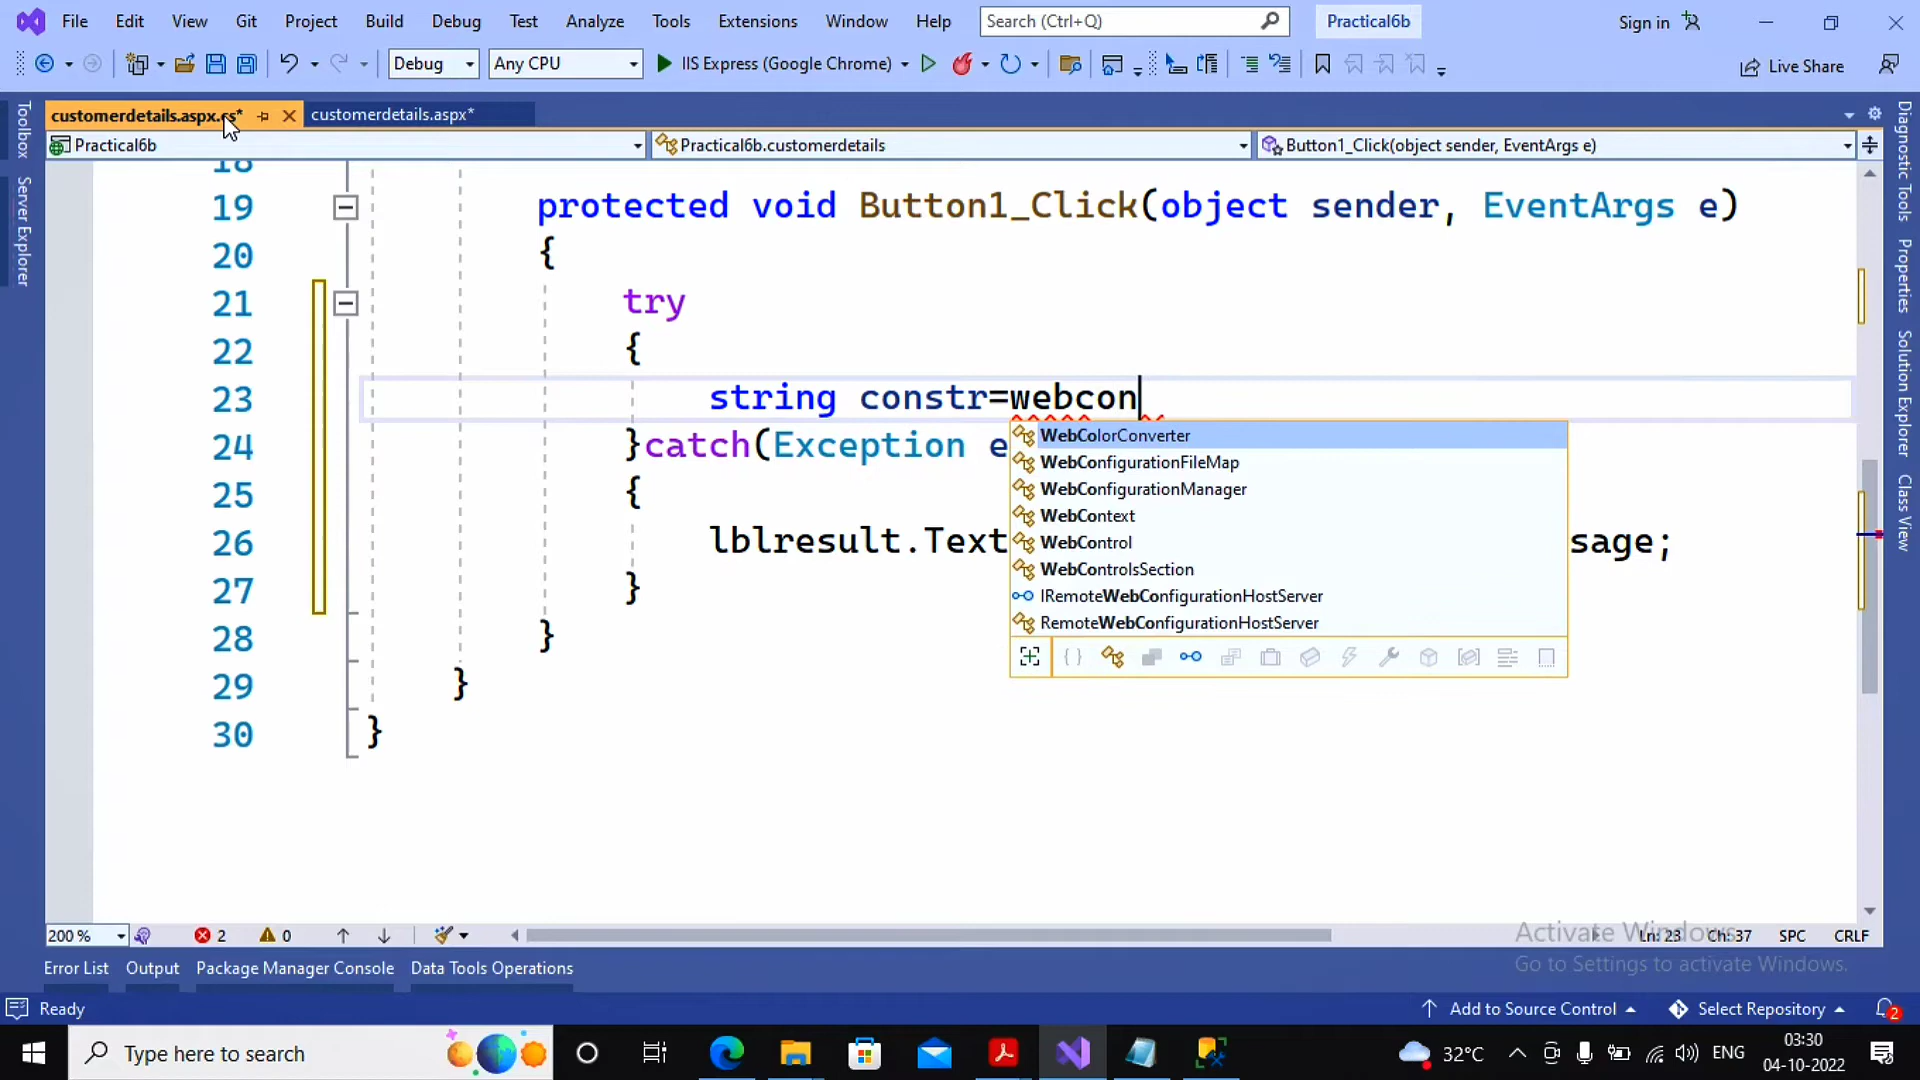 File Edit View Git Project Build Debug Test Analyze Tools Extensions Window Help Search (Ctrl+Q) Practical6b Sign in
Debug Any CPU IIS Express (Google Chrome) Live Share
customerdetails.aspx.cs* customerdetails.aspx*
Practical6b Practical6b.customerdetails Button1_Click(object sender, EventArgs e)
Toolbox
Server Explorer
Diagnostic Tools
Properties
Solution Explorer
Class View
18
19 protected void Button1_Click(object sender, EventArgs e)
20 {
21 try
22 {
23 string constr=webcon
24 }catch(Exception e
25 {
26 lblresult.Text sage;
27 }
28 }
29 }
30 }
WebColorConverter
WebConfigurationFileMap
WebConfigurationManager
WebContext
WebControl
WebControlsSection
IRemoteWebConfigurationHostServer
RemoteWebConfigurationHostServer
200 % 2 0 Ln: 23 Ch: 37 SPC CRLF
Activate Windows
Go to Settings to activate Windows.
Error List Output Package Manager Console Data Tools Operations
Ready Add to Source Control Select Repository 2
Type here to search 32°C ENG 03:30
04-10-2022